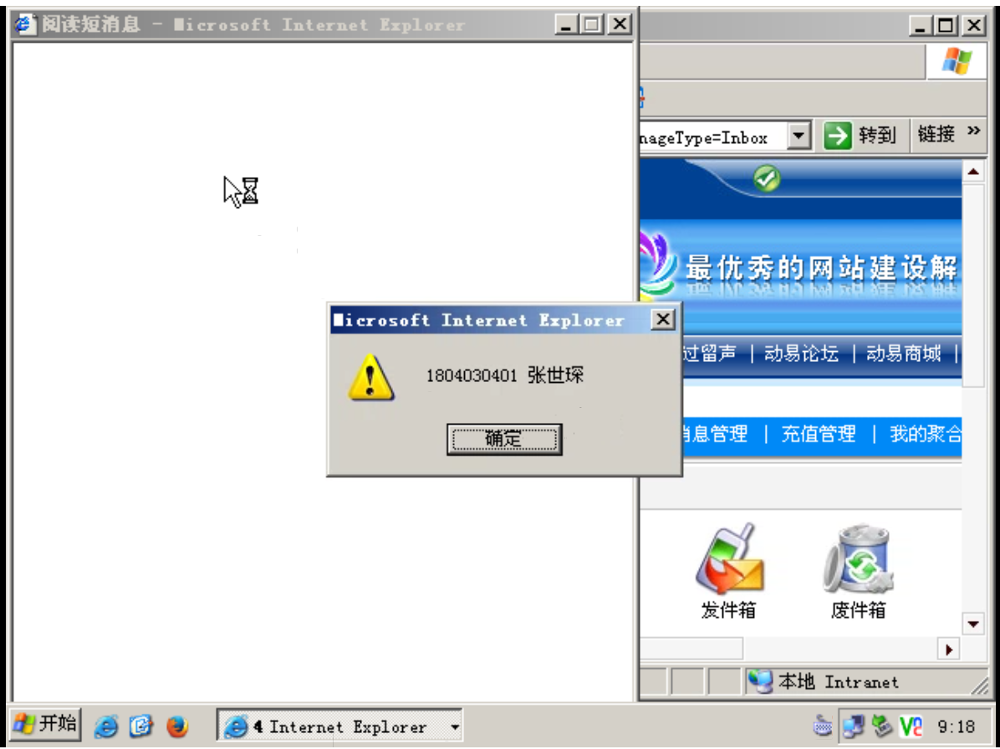 阅读短消息 - Microsoft Internet Explorer
nageType=Inbox
转到
链接 »
最优秀的网站建设解
过留声 | 动易论坛 | 动易商城 |
Microsoft Internet Explorer
1804030401 张世琛
确定
消息管理 | 充值管理 | 我的聚合
发件箱
废件箱
本地 Intranet
开始
4 Internet Explorer
9:18